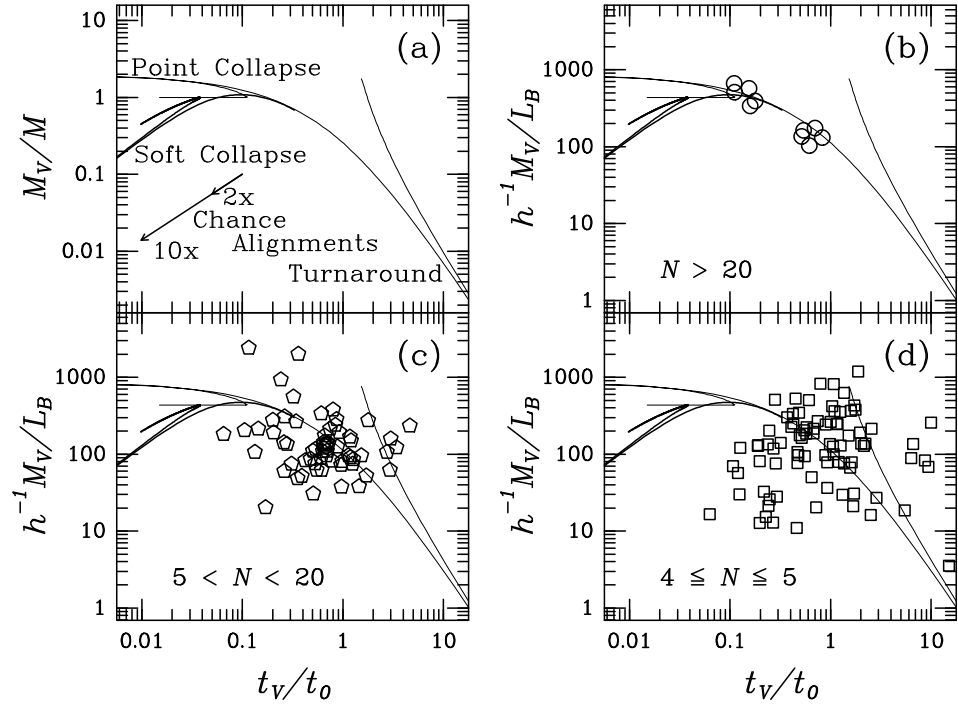 10
(a)
Point Collapse
1
M_V/M
Soft Collapse
0.1
2x
Chance
10x
Alignments
0.01
Turnaround
(b)
1000
h^{-1}M_V/L_B
100
10
N > 20
1
(c)
1000
h^{-1}M_V/L_B
100
10
5 < N < 20
1
0.01 0.1 1 10
t_V/t_0
(d)
1000
h^{-1}M_V/L_B
100
10
4 ≦ N ≦ 5
1
0.01 0.1 1 10
t_V/t_0